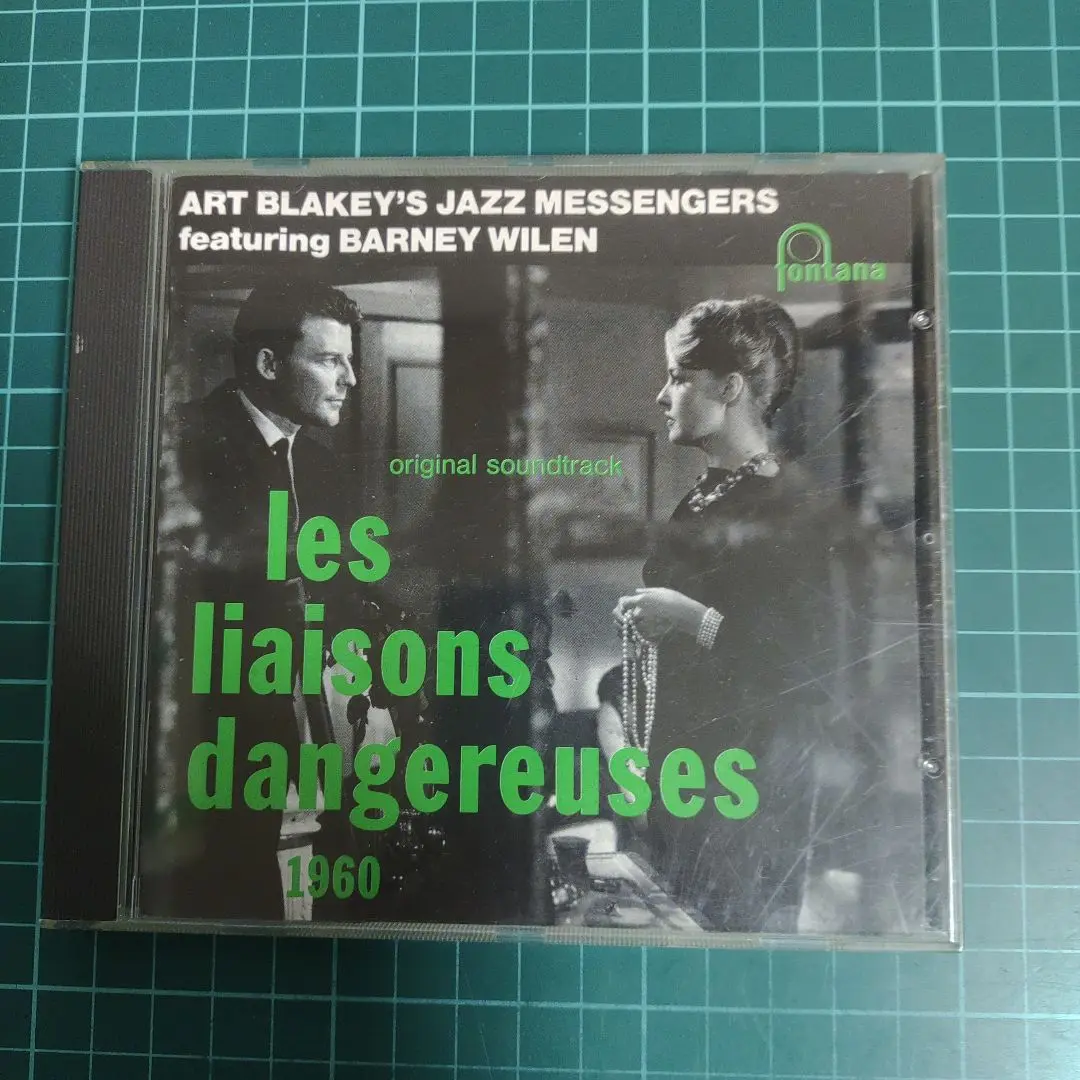 ART BLAKEY'S JAZZ MESSENGERS
featuring BARNEY WILEN
fontana
original soundtrack
les
liaisons
dangereuses
1960